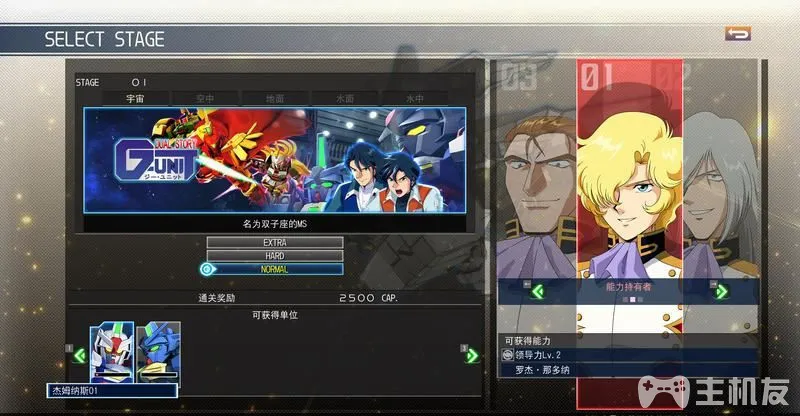 SELECT STAGE
STAGE 01
宇宙 空中 地面 水面 水中
DUAL STORY
G-UNIT
ジー・ユニット
名为双子座的MS
EXTRA
HARD
NORMAL
通关奖励 2500 CAP.
可获得单位
杰姆纳斯01
03 01 02
能力持有者
可获得能力
领导力Lv.2
罗杰·那多纳
主机友